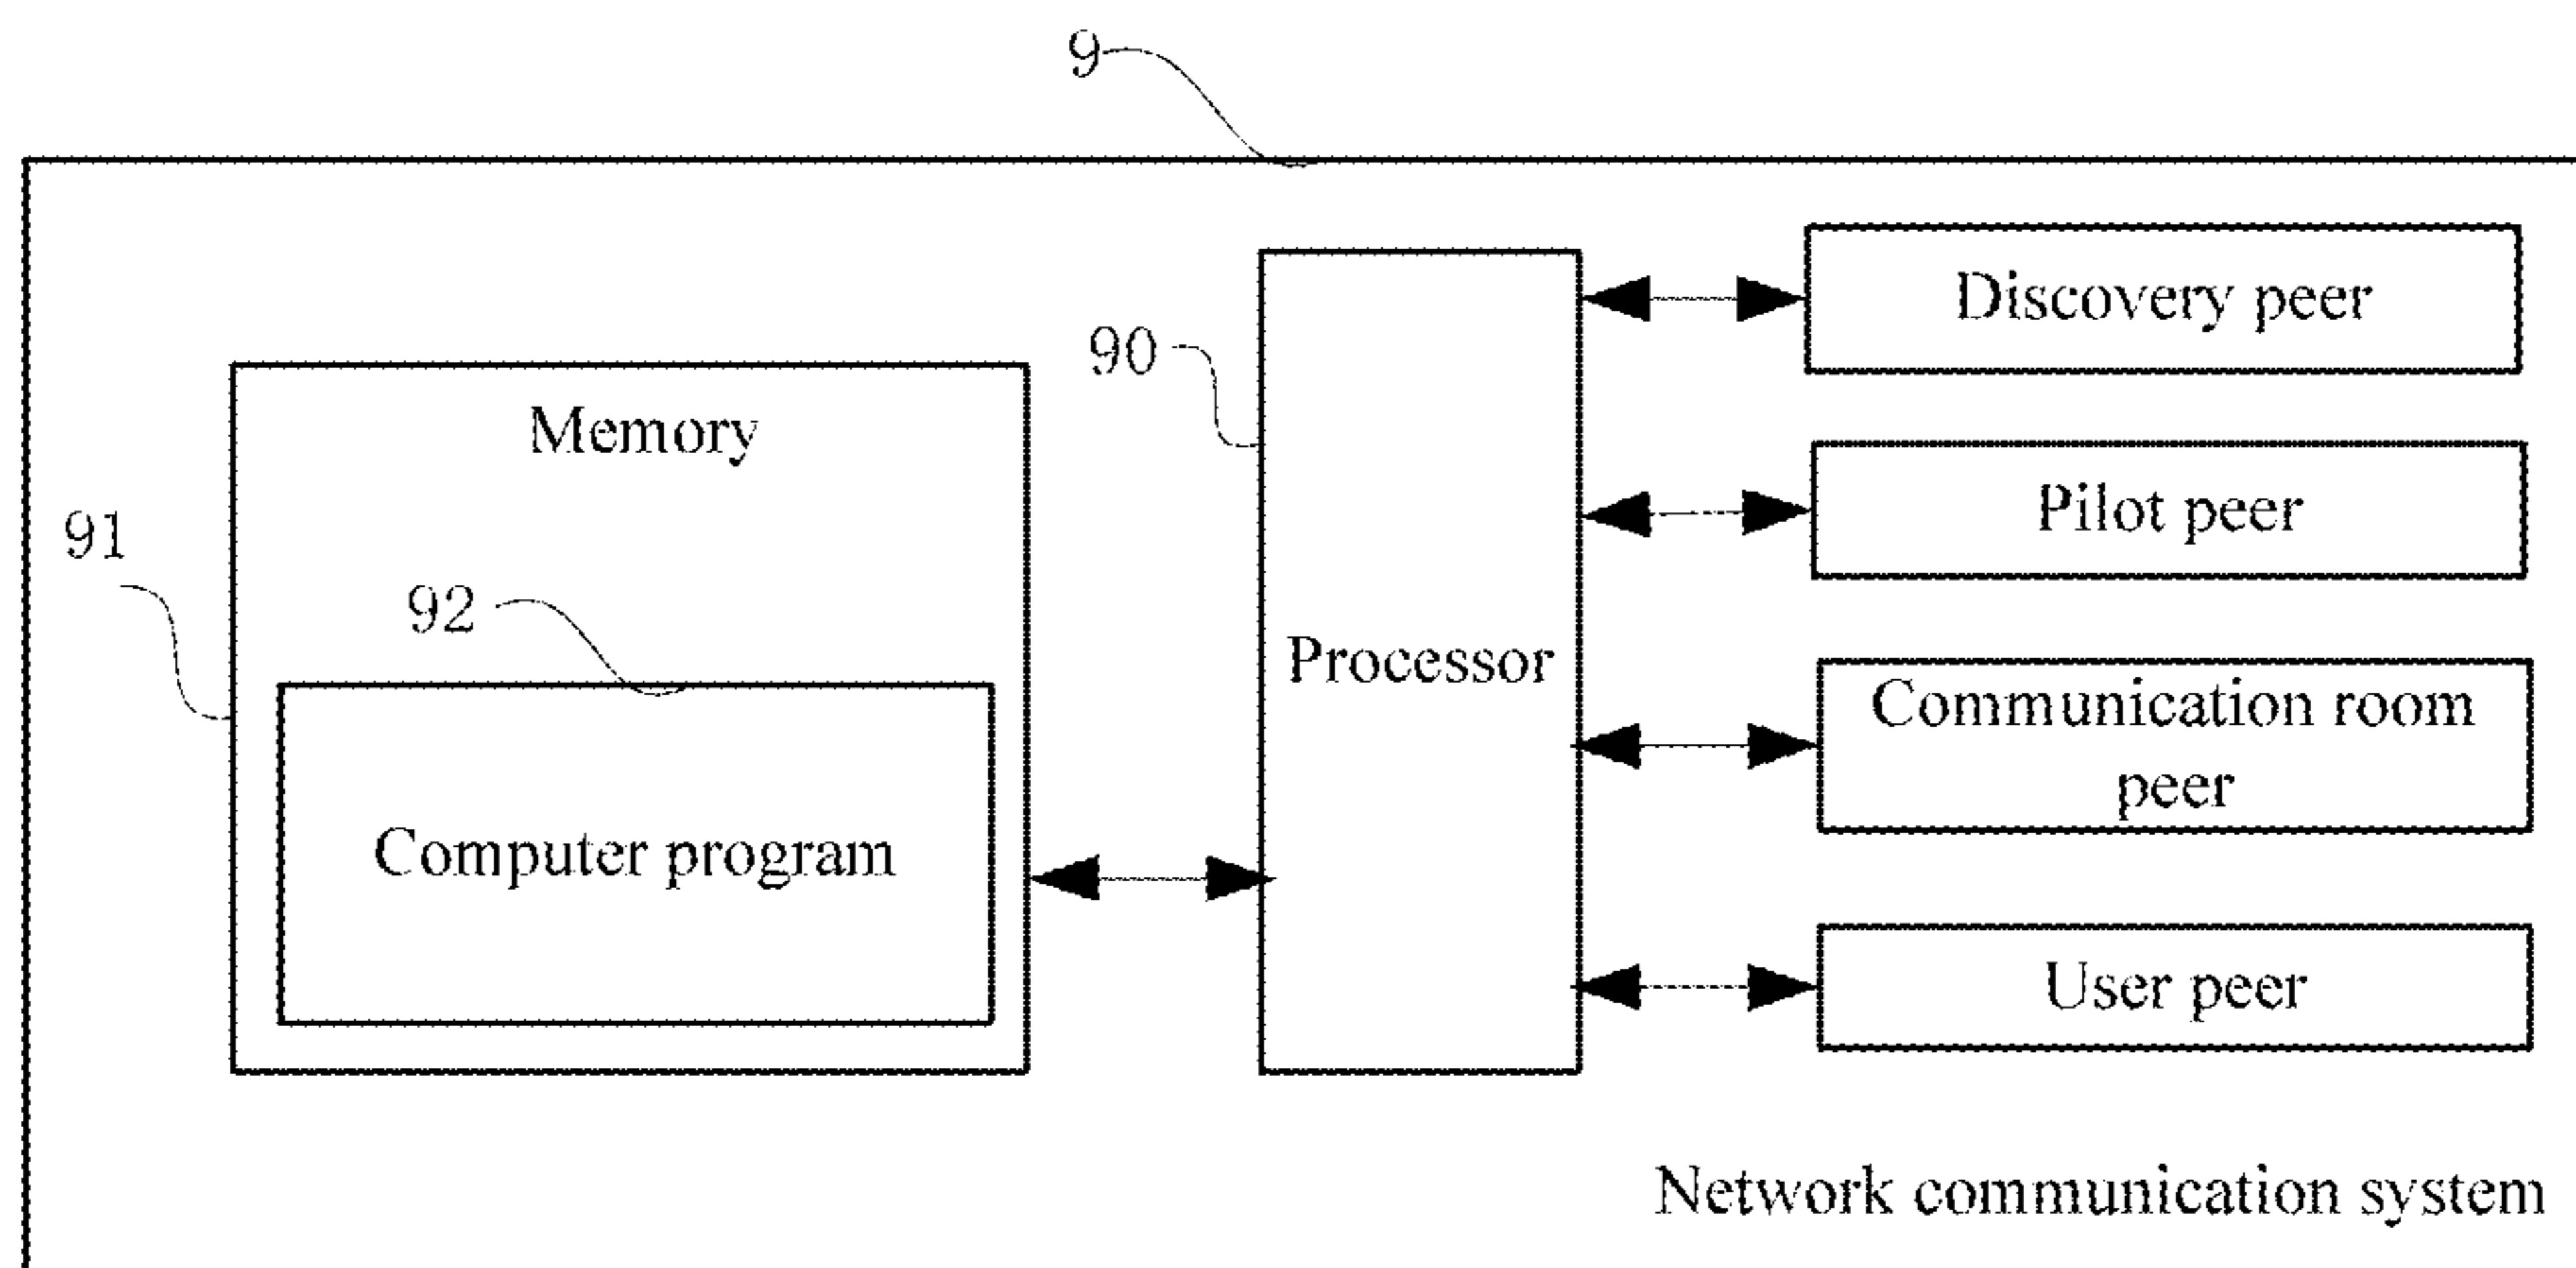 9
Discovery peer
90
Memory
Pilot peer
91
92
Processor
Communication room
peer
Computer program
User peer
Network communication system